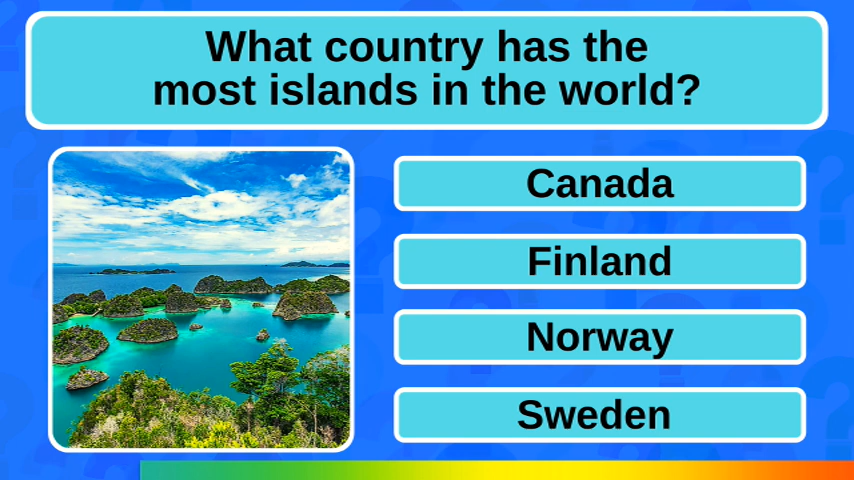 What country has the
most islands in the world?
Canada
Finland
Norway
Sweden